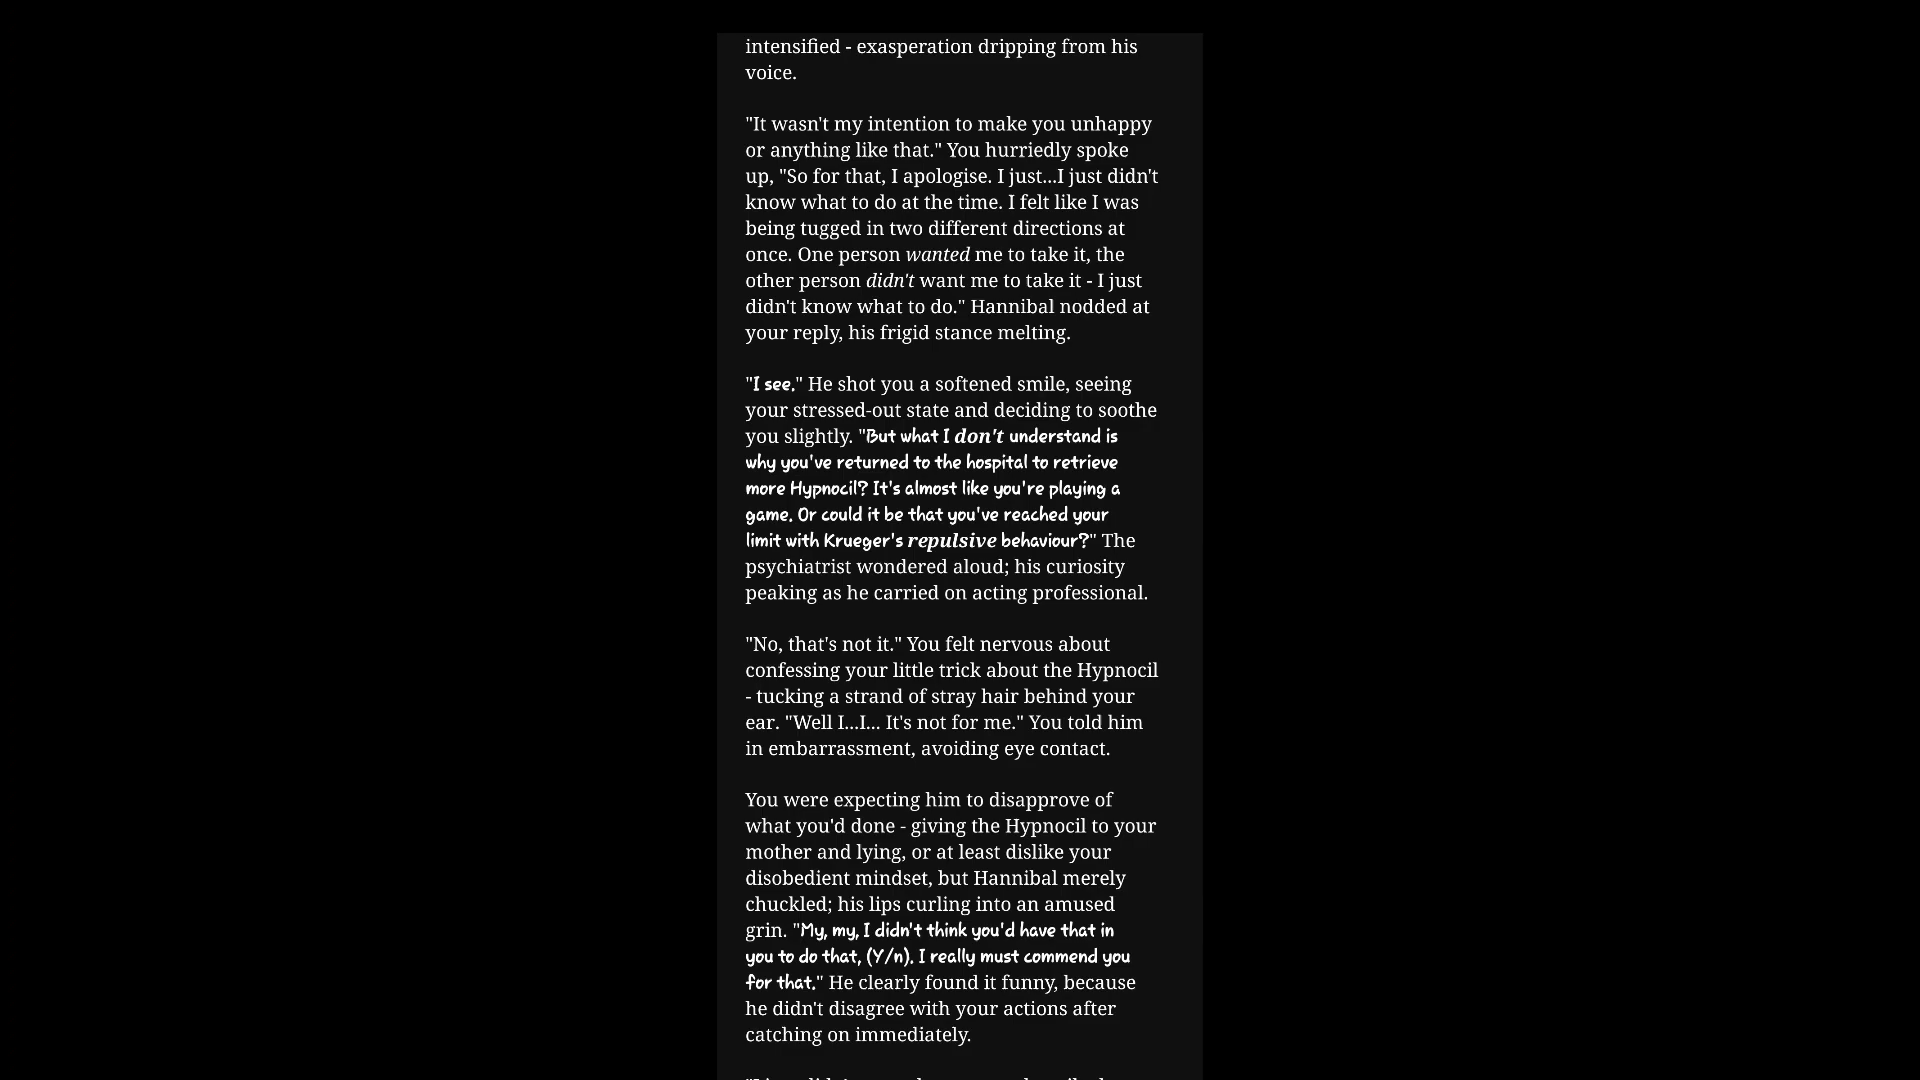 intensified - exasperation dripping from his
voice.
"It wasn't my intention to make you unhappy
or anything like that." You hurriedly spoke
up, "So for that, I apologise. I just...I just didn't
know what to do at the time. I felt like I was
being tugged in two different directions at
once. One person wanted me to take it, the
other person didn't want me to take it - I just
didn't know what to do." Hannibal nodded at
your reply, his frigid stance melting.
"I see." He shot you a softened smile, seeing
your stressed-out state and deciding to soothe
you slightly. "But what I don't understand is
why you've returned to the hospital to retrieve
more Hypnocil? It's almost like you're playing a
game. Or could it be that you've reached your
limit with Krueger's repulsive behaviour?" The
psychiatrist wondered aloud; his curiosity
peaking as he carried on acting professional.
"No, that's not it." You felt nervous about
confessing your little trick about the Hypnocil
- tucking a strand of stray hair behind your
ear. "Well I...I... It's not for me." You told him
in embarrassment, avoiding eye contact.
You were expecting him to disapprove of
what you'd done - giving the Hypnocil to your
mother and lying, or at least dislike your
disobedient mindset, but Hannibal merely
chuckled; his lips curling into an amused
grin. "My, my, I didn't think you'd have that in
you to do that, (Y/n). I really must commend you
for that." He clearly found it funny, because
he didn't disagree with your actions after
catching on immediately.